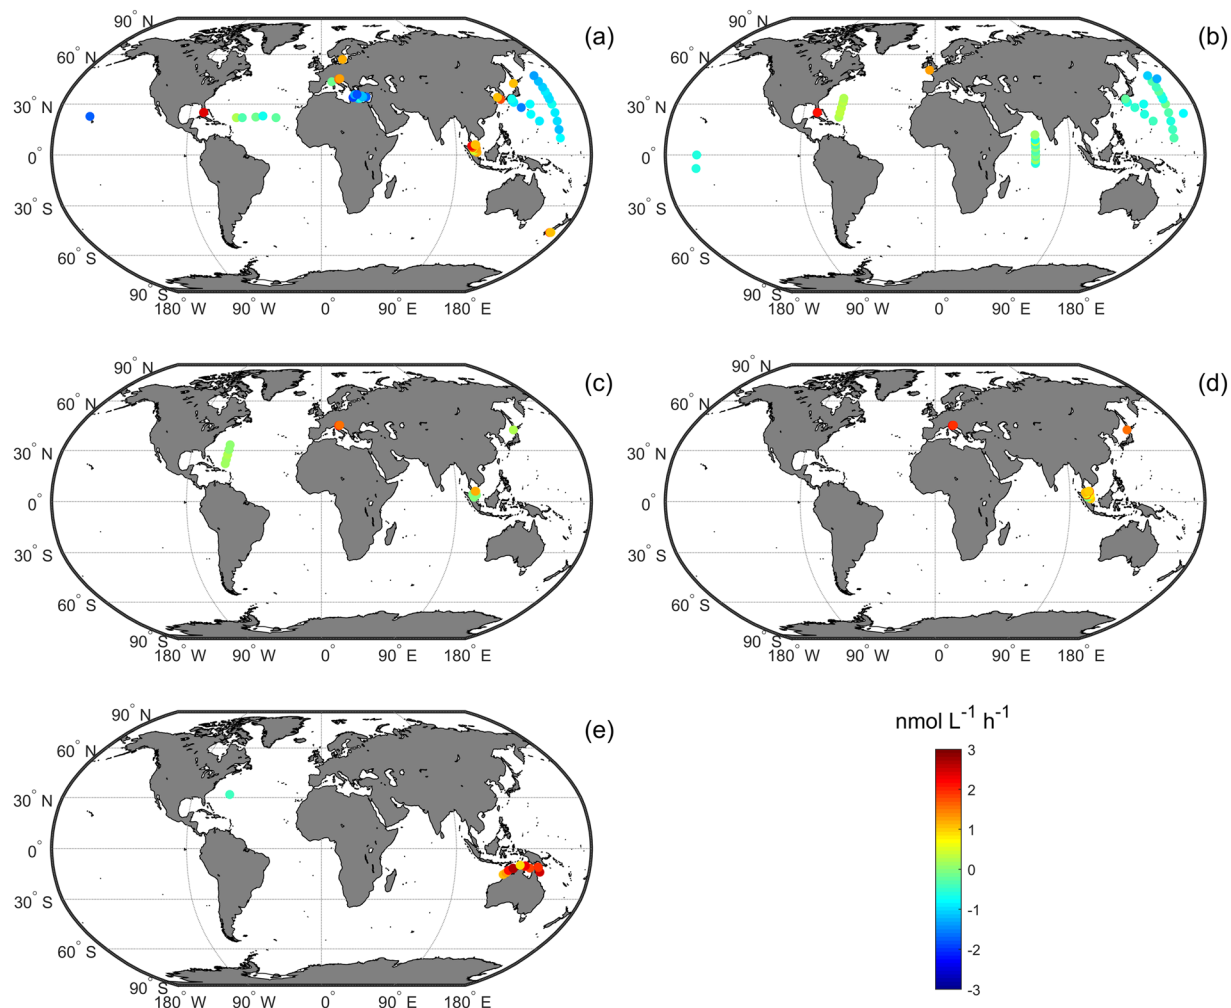 90° N
(a)
60° N
30° N
0°
30° S
60° S
90° S
180° W
90° W
0°
90° E
180° E
90° N
(b)
60° N
30° N
0°
30° S
60° S
90° S
180° W
90° W
0°
90° E
180° E
90° N
(c)
60° N
30° N
0°
30° S
60° S
90° S
180° W
90° W
0°
90° E
180° E
90° N
(d)
60° N
30° N
0°
30° S
60° S
90° S
180° W
90° W
0°
90° E
180° E
90° N
(e)
60° N
30° N
0°
30° S
60° S
90° S
180° W
90° W
0°
90° E
180° E
nmol L⁻¹ h⁻¹
3
2
1
0
-1
-2
-3